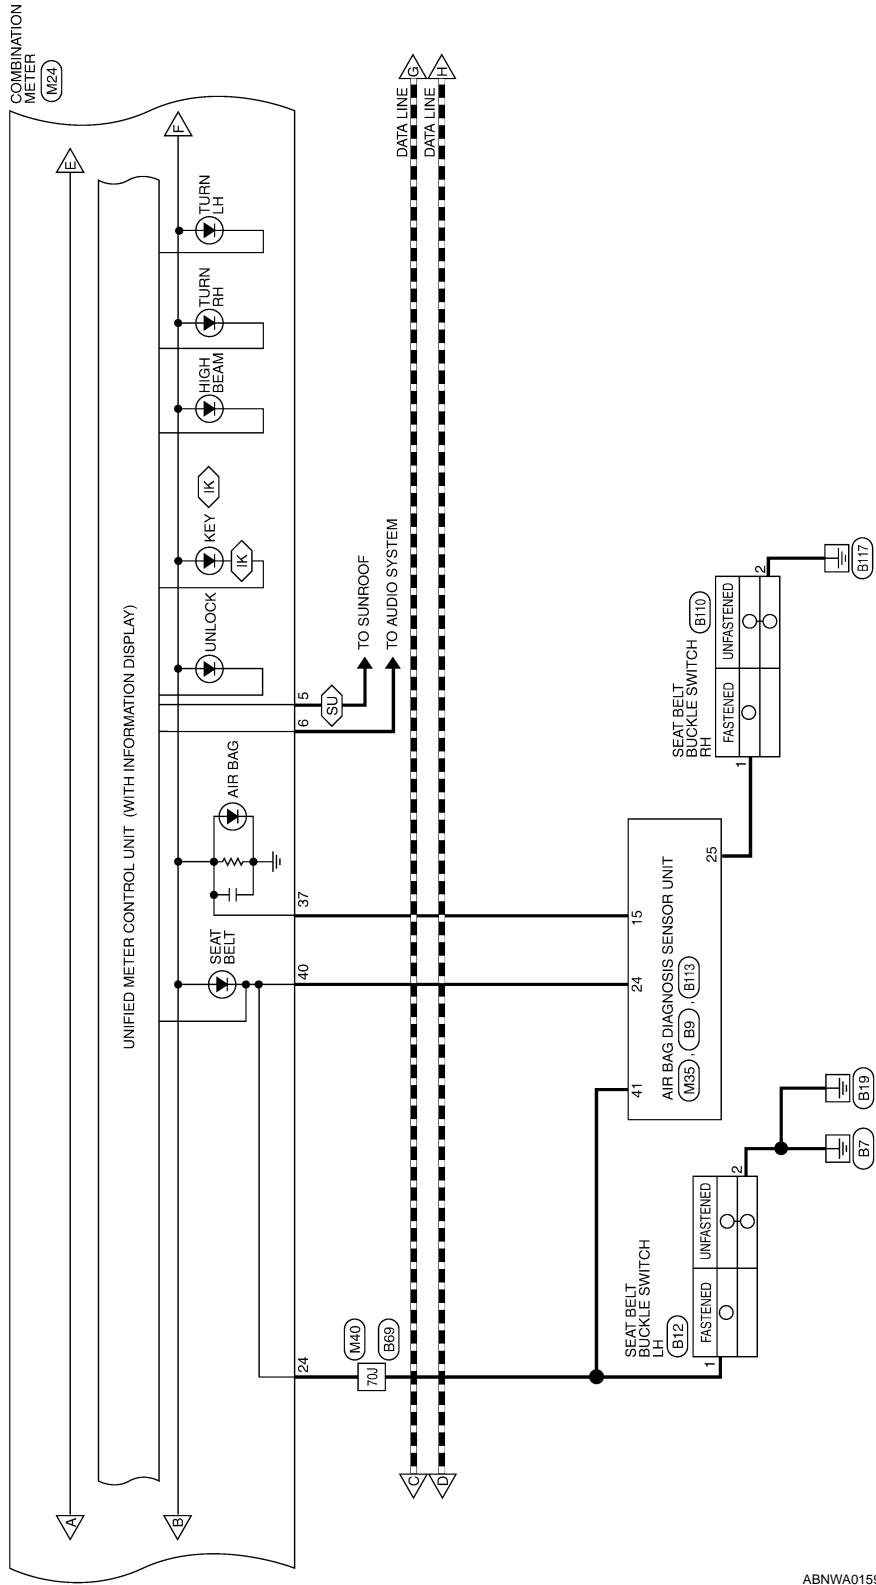 COMBINATION
METER
M24
A
E
UNIFIED METER CONTROL UNIT (WITH INFORMATION DISPLAY)
B
F
SEAT
BELT
AIR BAG
UNLOCK
KEY
IK
IK
HIGH
BEAM
TURN
RH
TURN
LH
24
40
37
6
5
SU
TO SUNROOF
TO AUDIO SYSTEM
M40
70J
B69
C
DATA LINE
G
D
DATA LINE
H
41
24
15
AIR BAG DIAGNOSIS SENSOR UNIT
M35 , B9 , B113
25
SEAT BELT
BUCKLE SWITCH
LH
B12
1
FASTENED
UNFASTENED
2
B7
B19
SEAT BELT
BUCKLE SWITCH
RH
B110
1
FASTENED
UNFASTENED
2
B117
ABNWA0159